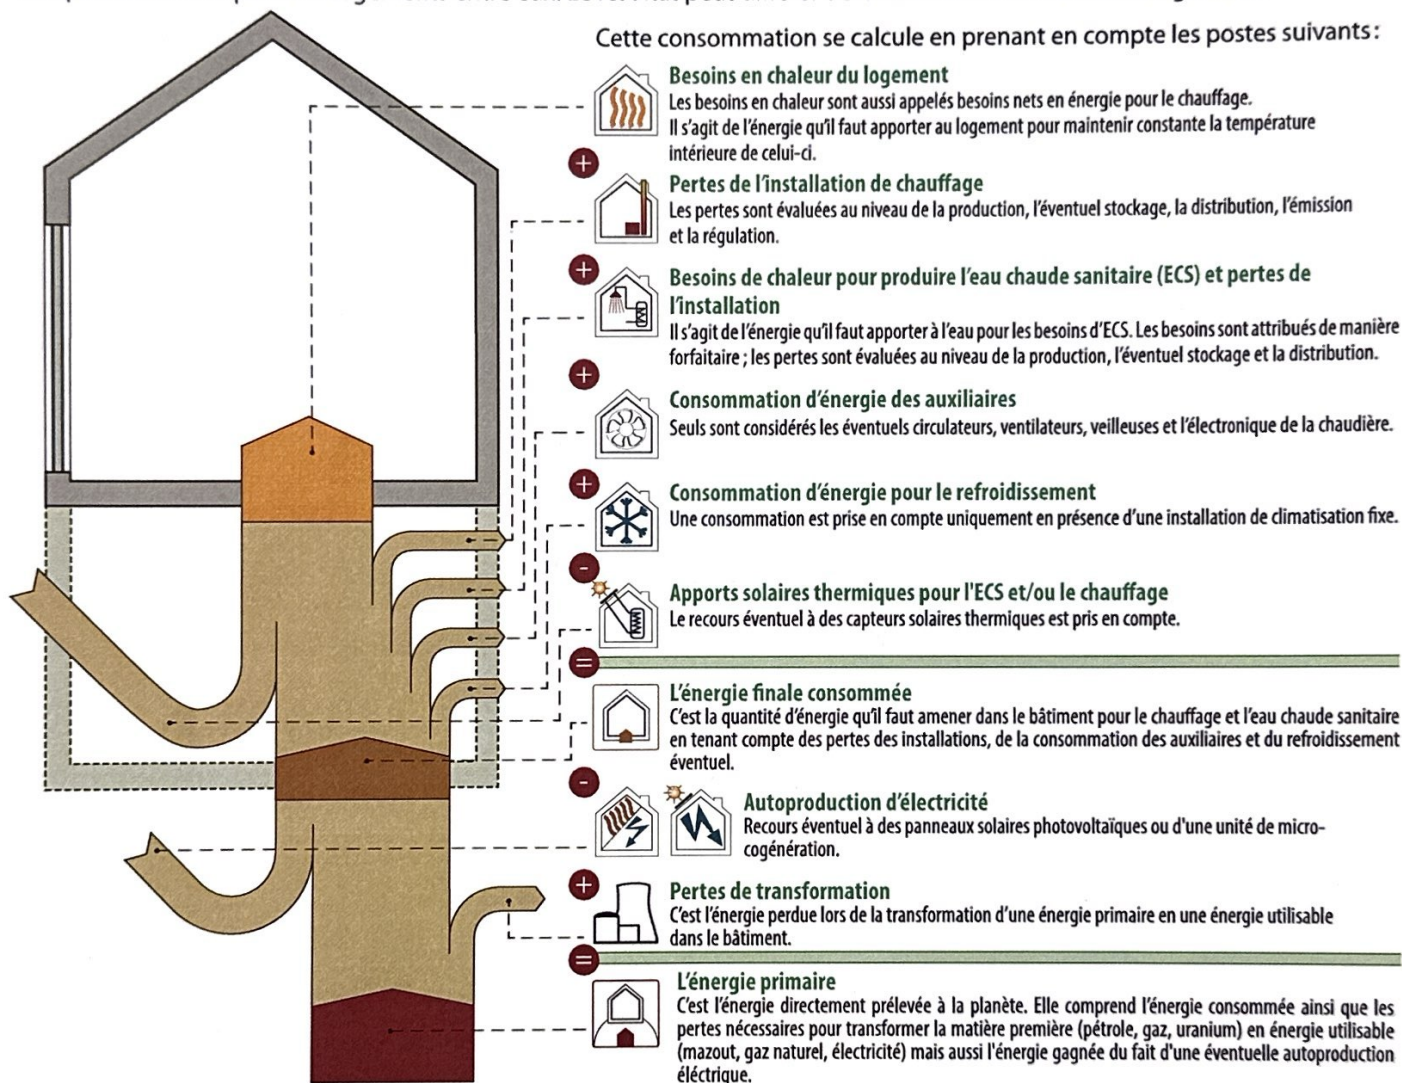 Cette consommation se calcule en prenant en compte les postes suivants :
Besoins en chaleur du logement
Les besoins en chaleur sont aussi appelés besoins nets en énergie pour le chauffage.
Il s'agit de l'énergie qu'il faut apporter au logement pour maintenir constante la température
intérieure de celui-ci.
+
Pertes de l'installation de chauffage
Les pertes sont évaluées au niveau de la production, l'éventuel stockage, la distribution, l'émission
et la régulation.
+
Besoins de chaleur pour produire l'eau chaude sanitaire (ECS) et pertes de
l'installation
Il s'agit de l'énergie qu'il faut apporter à l'eau pour les besoins d'ECS. Les besoins sont attribués de manière
forfaitaire ; les pertes sont évaluées au niveau de la production, l'éventuel stockage et la distribution.
+
Consommation d'énergie des auxiliaires
Seuls sont considérés les éventuels circulateurs, ventilateurs, veilleuses et l'électronique de la chaudière.
+
Consommation d'énergie pour le refroidissement
Une consommation est prise en compte uniquement en présence d'une installation de climatisation fixe.
-
Apports solaires thermiques pour l'ECS et/ou le chauffage
Le recours éventuel à des capteurs solaires thermiques est pris en compte.
=
L'énergie finale consommée
C'est la quantité d'énergie qu'il faut amener dans le bâtiment pour le chauffage et l'eau chaude sanitaire
en tenant compte des pertes des installations, de la consommation des auxiliaires et du refroidissement
éventuel.
-
Autoproduction d'électricité
Recours éventuel à des panneaux solaires photovoltaïques ou d'une unité de micro-
cogénération.
+
Pertes de transformation
C'est l'énergie perdue lors de la transformation d'une énergie primaire en une énergie utilisable
dans le bâtiment.
=
L'énergie primaire
C'est l'énergie directement prélevée à la planète. Elle comprend l'énergie consommée ainsi que les
pertes nécessaires pour transformer la matière première (pétrole, gaz, uranium) en énergie utilisable
(mazout, gaz naturel, électricité) mais aussi l'énergie gagnée du fait d'une éventuelle autoproduction
éléctrique.